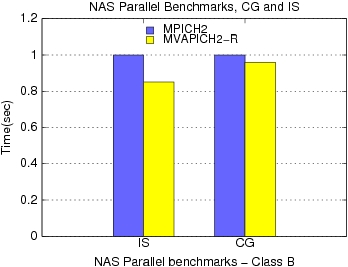 NAS Parallel Benchmarks, CG and IS
MPICH2
MVAPICH2-R
1.2
1
0.8
0.6
0.4
0.2
0
Time(sec)
IS CG
NAS Parallel benchmarks - Class B